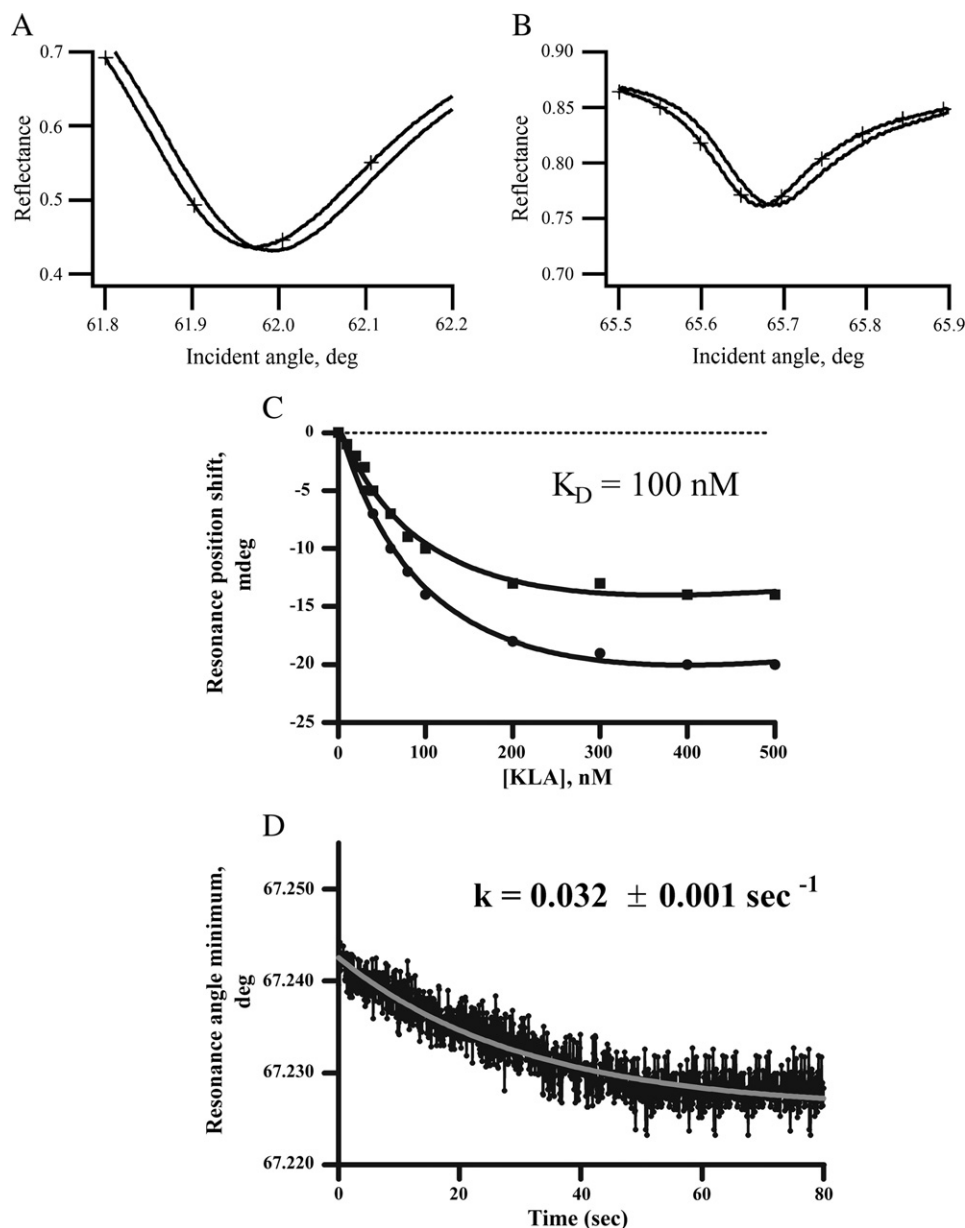 A
Reflectance
0.7
0.6
0.5
0.4
61.8 61.9 62.0 62.1 62.2
Incident angle, deg
B
Reflectance
0.90
0.85
0.80
0.75
0.70
65.5 65.6 65.7 65.8 65.9
Incident angle, deg
C
Resonance position shift,
mdeg
0
-5
-10
-15
-20
-25
K_D = 100 nM
0 100 200 300 400 500
[KLA], nM
D
Resonance angle minimum,
deg
67.250
67.240
67.230
67.220
k = 0.032 ± 0.001 sec ⁻¹
0 20 40 60 80
Time (sec)